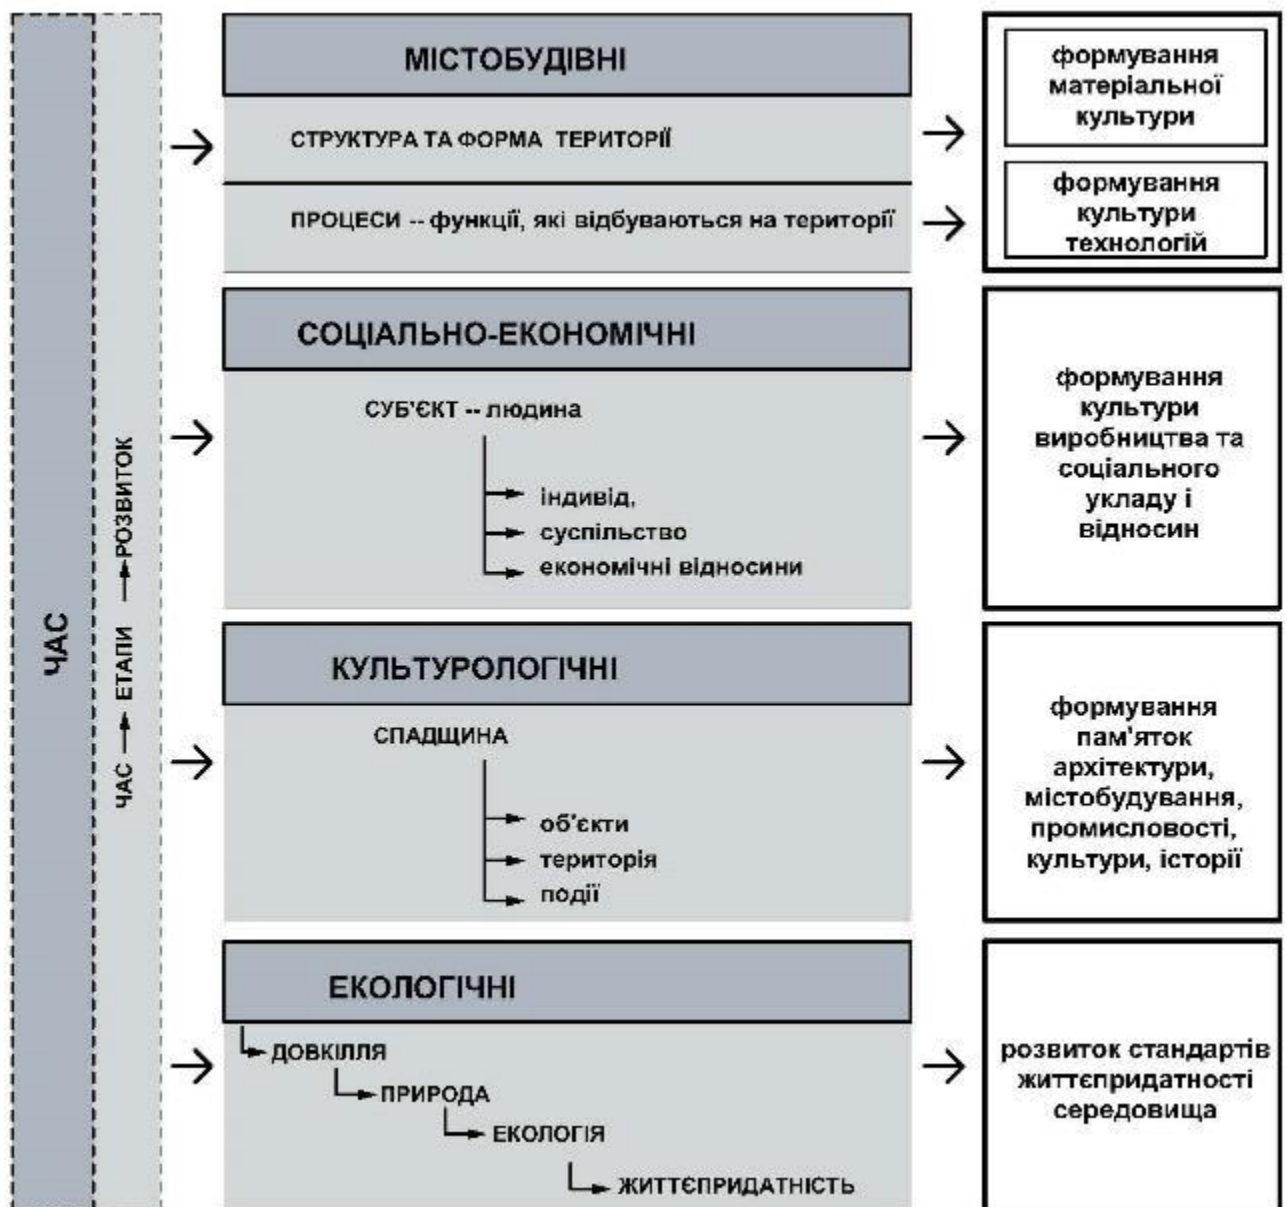 ЧАС
ЧАС → ЕТАПИ → РОЗВИТОК
МІСТОБУДІВНІ
СТРУКТУРА ТА ФОРМА ТЕРИТОРІЇ
ПРОЦЕСИ -- функції, які відбуваються на території
формування
матеріальної
культури
формування
культури
технологій
СОЦІАЛЬНО-ЕКОНОМІЧНІ
СУБ'ЄКТ -- людина
індивід,
суспільство
економічні відносини
формування
культури
виробництва та
соціального
укладу і
відносин
КУЛЬТУРОЛОГІЧНІ
СПАДЩИНА
об'єкти
територія
події
формування
пам'яток
архітектури,
містобудування,
промисловості,
культури, історії
ЕКОЛОГІЧНІ
ДОВКІЛЛЯ
ПРИРОДА
ЕКОЛОГІЯ
ЖИТТЄПРИДАТНІСТЬ
розвиток стандартів
життєпридатності
середовища